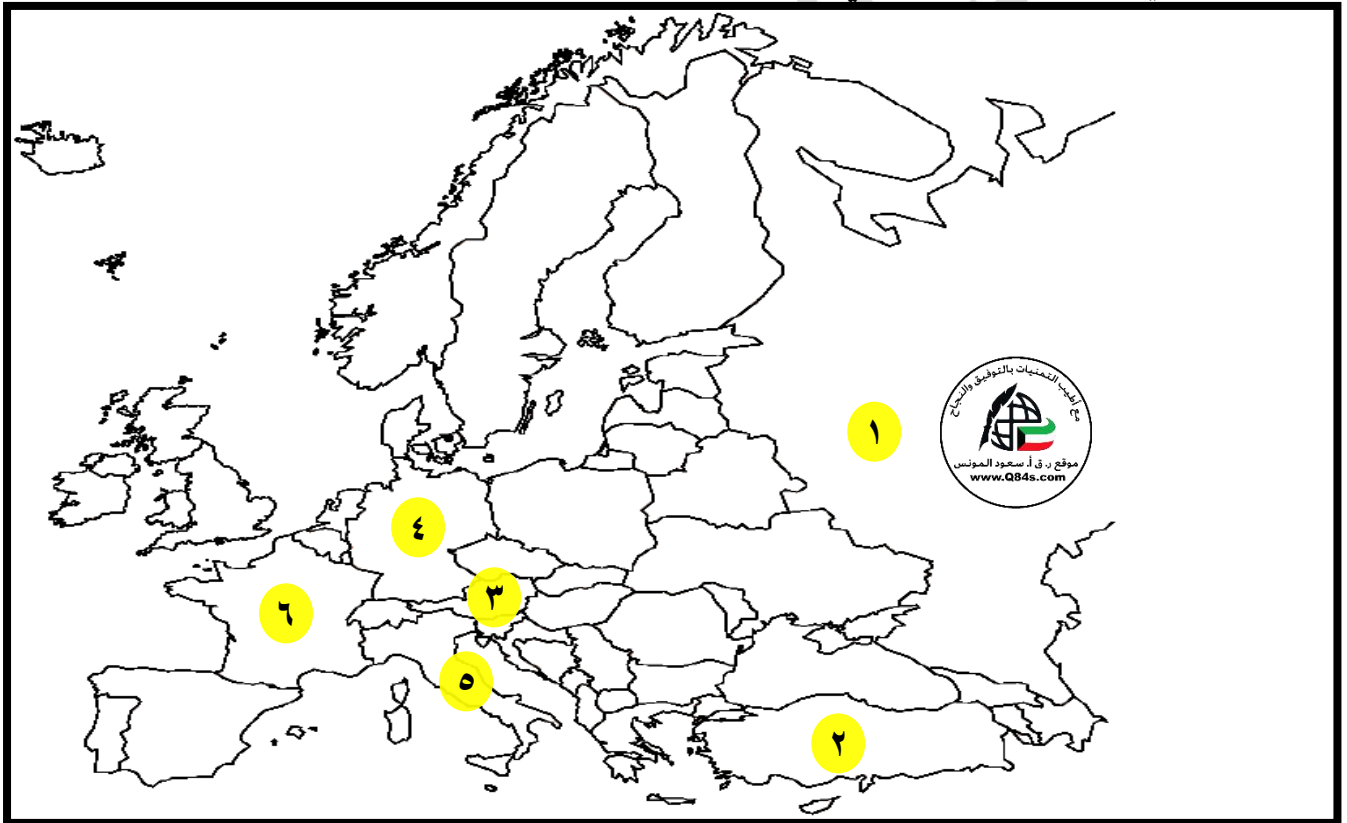 ١
مع أطيب التمنيات بالتوفيق والنجاح
موقع ر. ق أ. سعود المونس
www.Q84s.com
٤
٣
٦
٥
٢